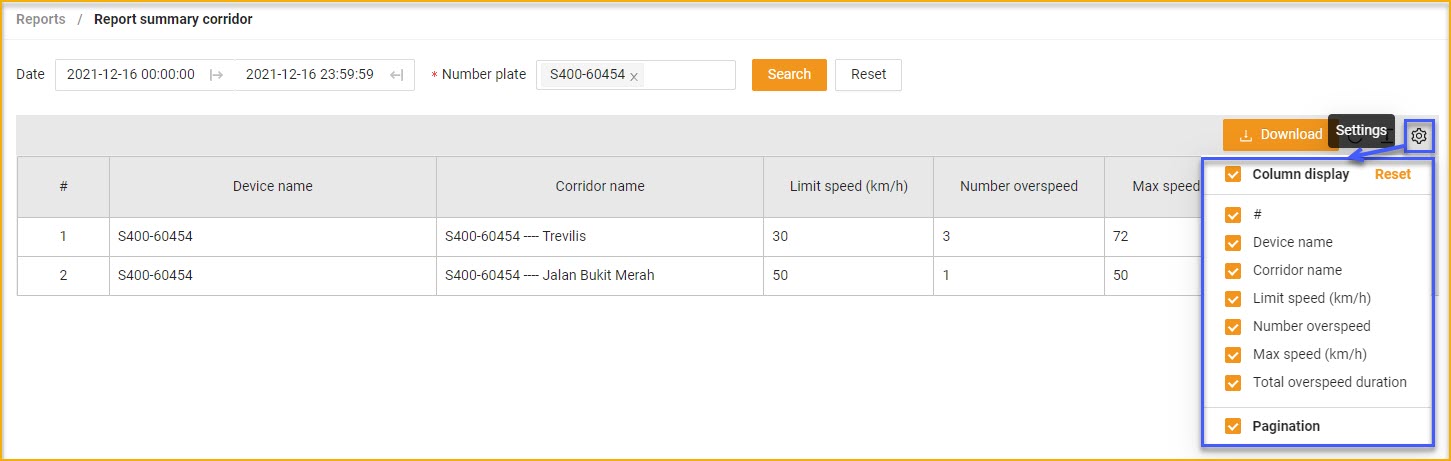 Reports / Report summary corridor
Date 2021-12-16 00:00:00 2021-12-16 23:59:59 * Number plate S400-60454 x Search Reset
Download Settings
# Device name Corridor name Limit speed (km/h) Number overspeed Max speed
1 S400-60454 S400-60454 ---- Trevilis 30 3 72
2 S400-60454 S400-60454 ---- Jalan Bukit Merah 50 1 50
Column display Reset
#
Device name
Corridor name
Limit speed (km/h)
Number overspeed
Max speed (km/h)
Total overspeed duration
Pagination